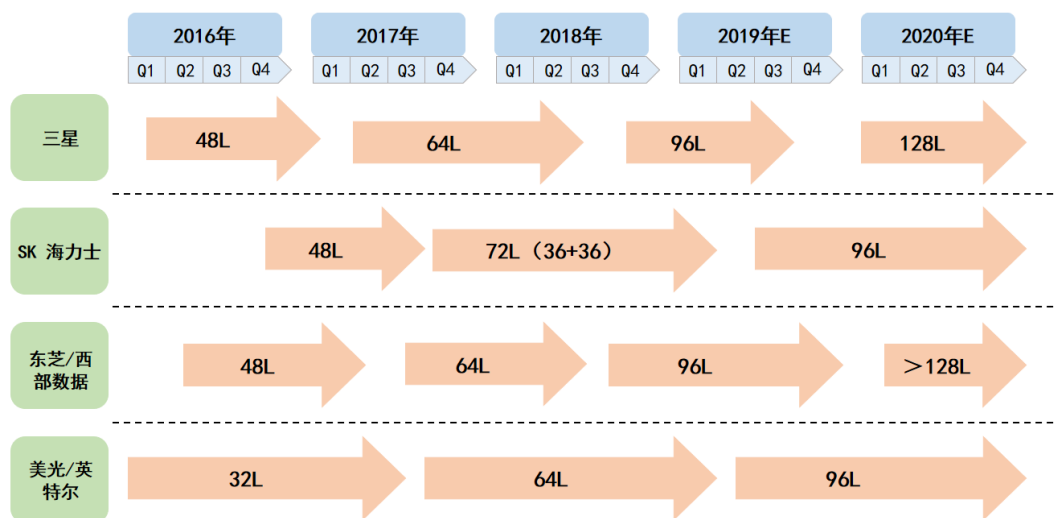 2016年 2017年 2018年 2019年E 2020年E
Q1 Q2 Q3 Q4 Q1 Q2 Q3 Q4 Q1 Q2 Q3 Q4 Q1 Q2 Q3 Q4 Q1 Q2 Q3 Q4
三星 48L 64L 96L 128L
SK 海力士 48L 72L（36+36） 96L
东芝/西
部数据
48L 64L 96L ＞128L
美光/英
特尔
32L 64L 96L